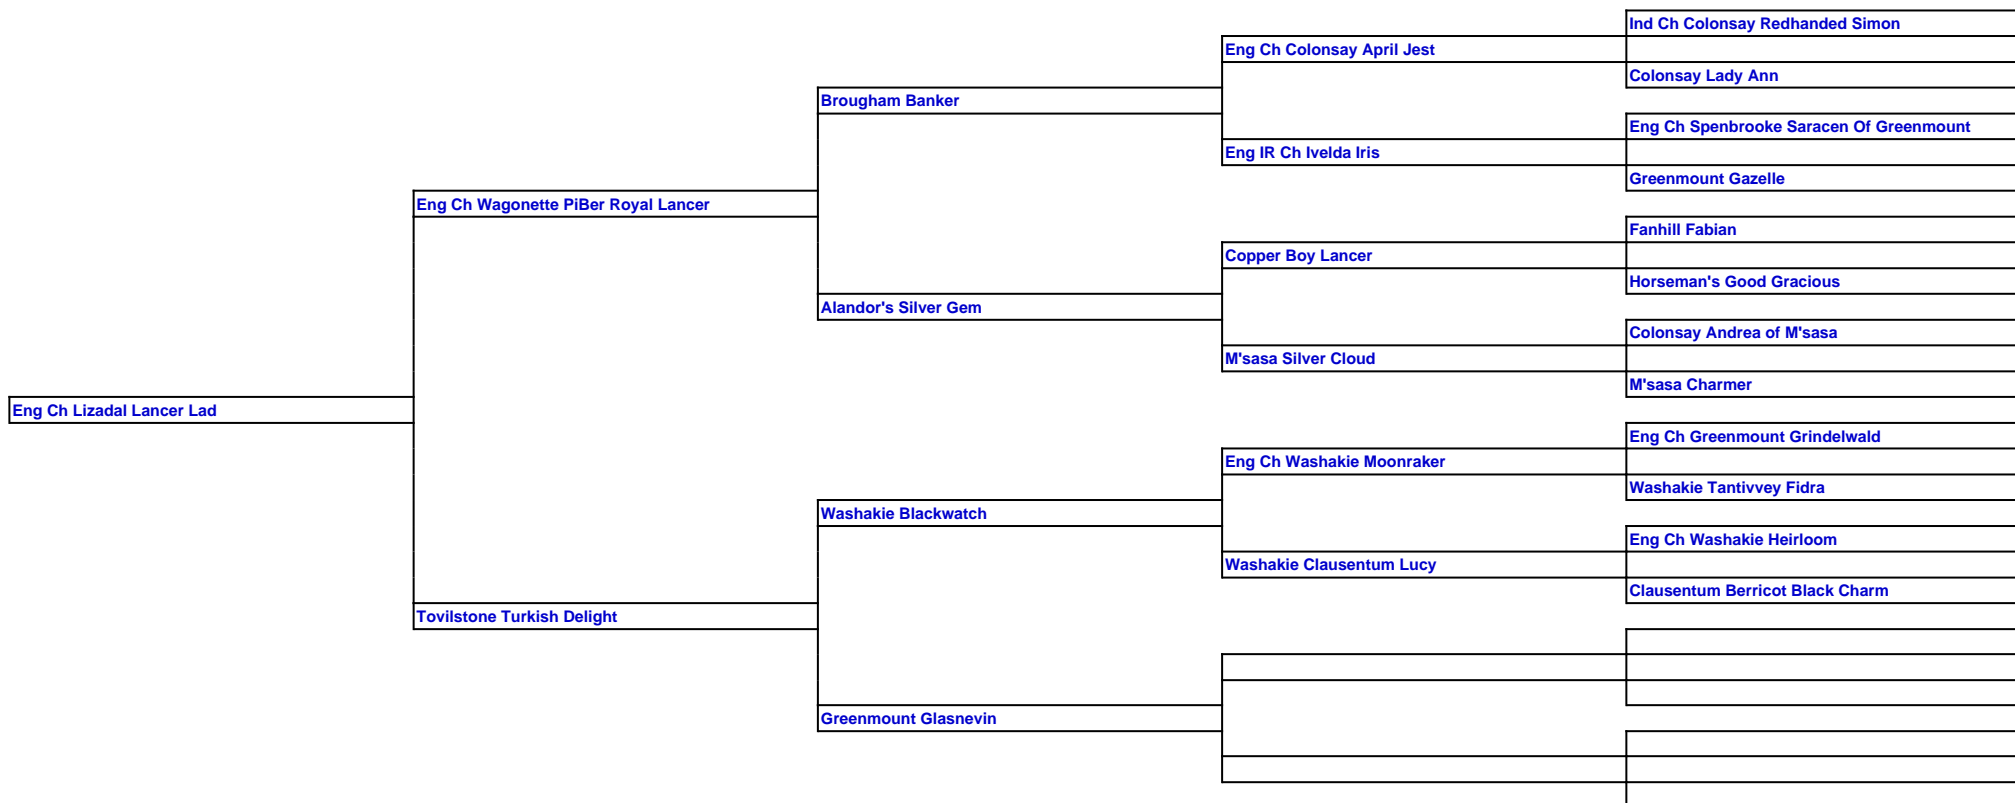 Ind Ch Colonsay Redhanded Simon
Eng Ch Colonsay April Jest
Colonsay Lady Ann
Brougham Banker
Eng Ch Spenbrooke Saracen Of Greenmount
Eng IR Ch Ivelda Iris
Greenmount Gazelle
Eng Ch Wagonette PiBer Royal Lancer
Fanhill Fabian
Copper Boy Lancer
Horseman's Good Gracious
Alandor's Silver Gem
Colonsay Andrea of M'sasa
M'sasa Silver Cloud
M'sasa Charmer
Eng Ch Lizadal Lancer Lad
Eng Ch Greenmount Grindelwald
Eng Ch Washakie Moonraker
Washakie Tantivvey Fidra
Washakie Blackwatch
Eng Ch Washakie Heirloom
Washakie Clausentum Lucy
Clausentum Berricot Black Charm
Tovilstone Turkish Delight
Greenmount Glasnevin